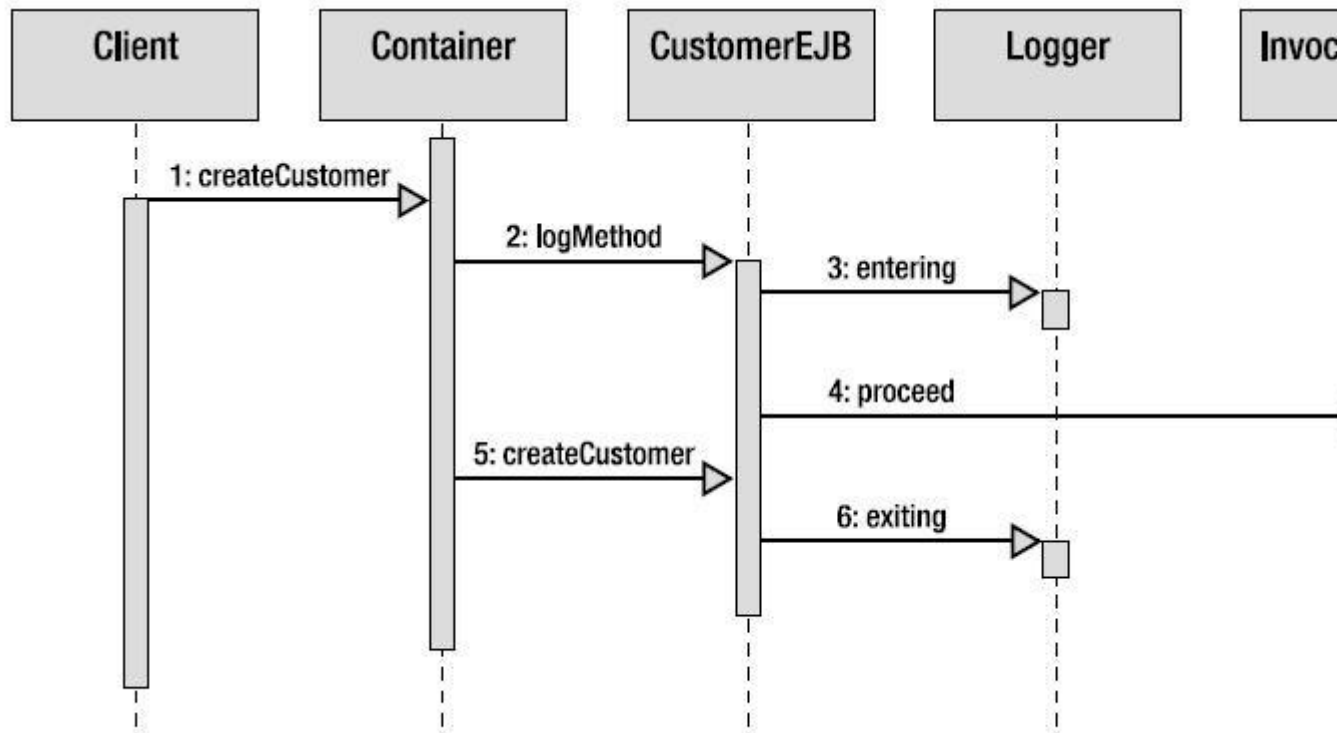 Client
Container
CustomerEJB
Logger
Invoc
1: createCustomer
2: logMethod
3: entering
4: proceed
5: createCustomer
6: exiting